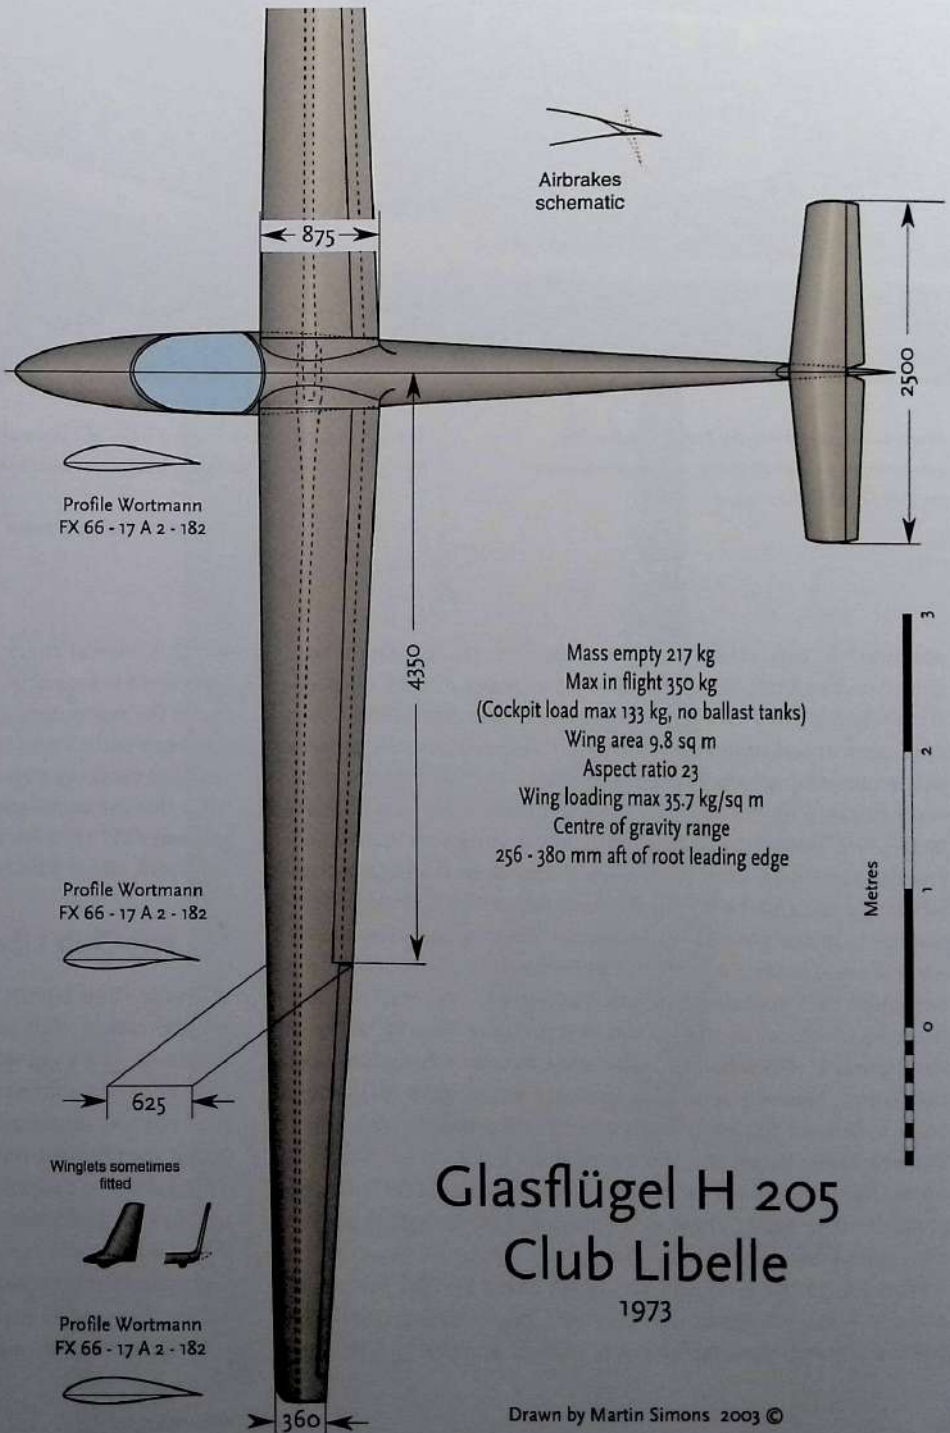 Airbrakes
schematic
875
2500
Profile Wortmann
FX 66 - 17 A 2 - 182
4350
Mass empty 217 kg
Max in flight 350 kg
(Cockpit load max 133 kg, no ballast tanks)
Wing area 9.8 sq m
Aspect ratio 23
Wing loading max 35.7 kg/sq m
Centre of gravity range
256 - 380 mm aft of root leading edge
3
2
1
0
Metres
Profile Wortmann
FX 66 - 17 A 2 - 182
625
Winglets sometimes
fitted
Glasflügel H 205
Club Libelle
1973
Profile Wortmann
FX 66 - 17 A 2 - 182
360
Drawn by Martin Simons 2003 ©